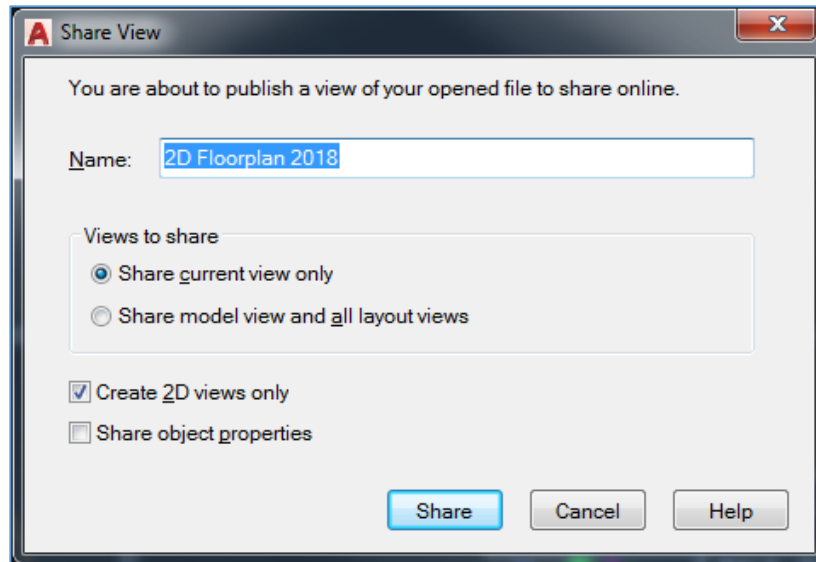 Share View
You are about to publish a view of your opened file to share online.
Name: 2D Floorplan 2018
Views to share
Share current view only
Share model view and all layout views
Create 2D views only
Share object properties
Share Cancel Help